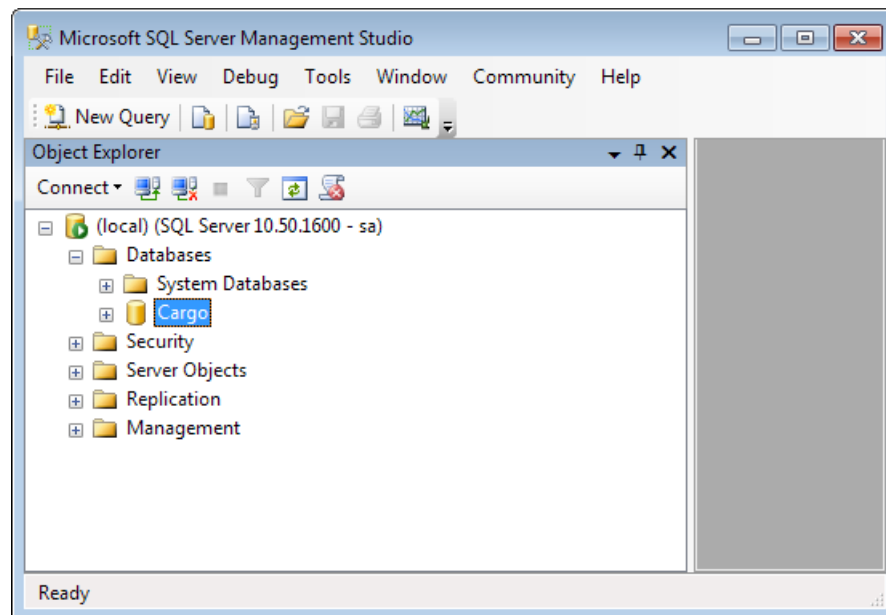 Microsoft SQL Server Management Studio
File Edit View Debug Tools Window Community Help
New Query
Object Explorer
Connect
(local) (SQL Server 10.50.1600 - sa)
Databases
System Databases
Cargo
Security
Server Objects
Replication
Management
Ready